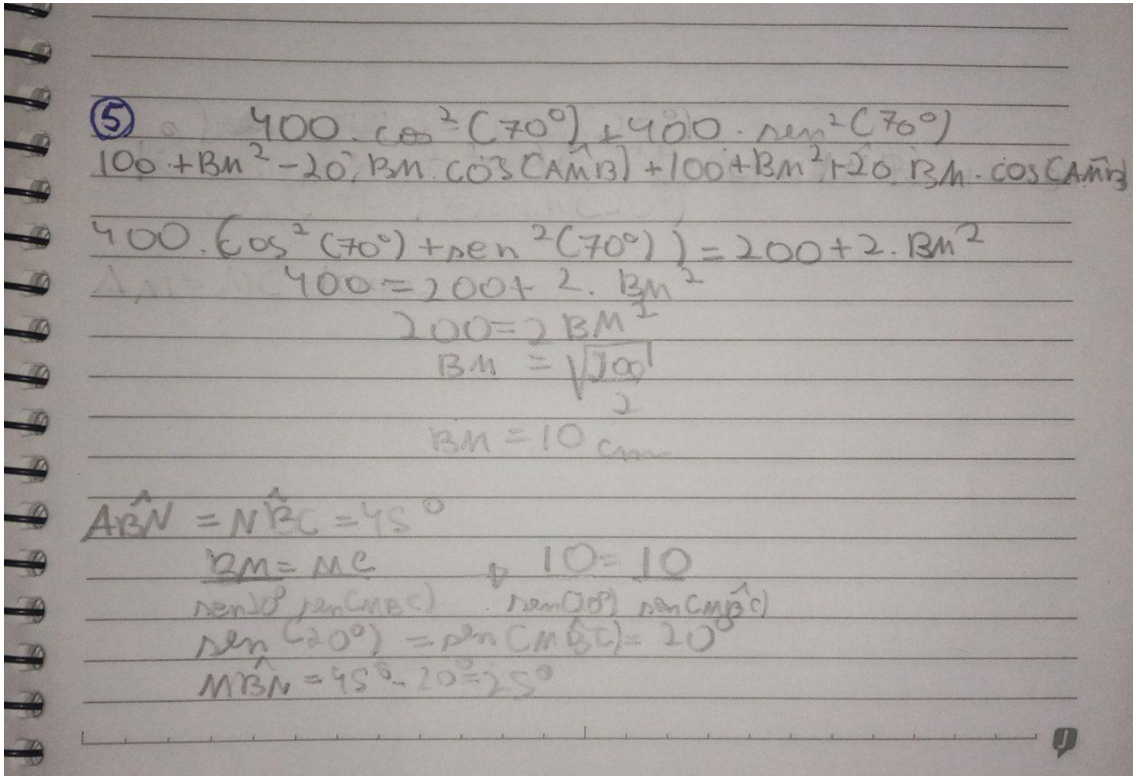 5 400 . cos² (70°) + 400 . sen² (70°)
100 + BM² - 20 . BM . cos(AM̂B) + 100 + BM² + 20 . BM . cos(AM̂B)
400 . (cos² (70°) + sen² (70°)) = 200 + 2 . BM²
400 = 200 + 2 . BM²
200 = 2 BM²
BM = √200
2
BM = 10 cm
AB̂N = NB̂C = 45°
BM = MC 10 = 10
sen 20° sen(MBC) sen(20°) sen(MB̂C)
sen (20°) = sen (MB̂C) = 20°
MB̂N = 45° - 20° = 25°